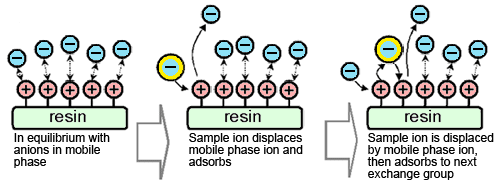 resin
In equilibrium with
anions in mobile
phase
resin
Sample ion displaces
mobile phase ion and
adsorbs
resin
Sample ion is displaced
by mobile phase ion,
then adsorbs to next
exchange group